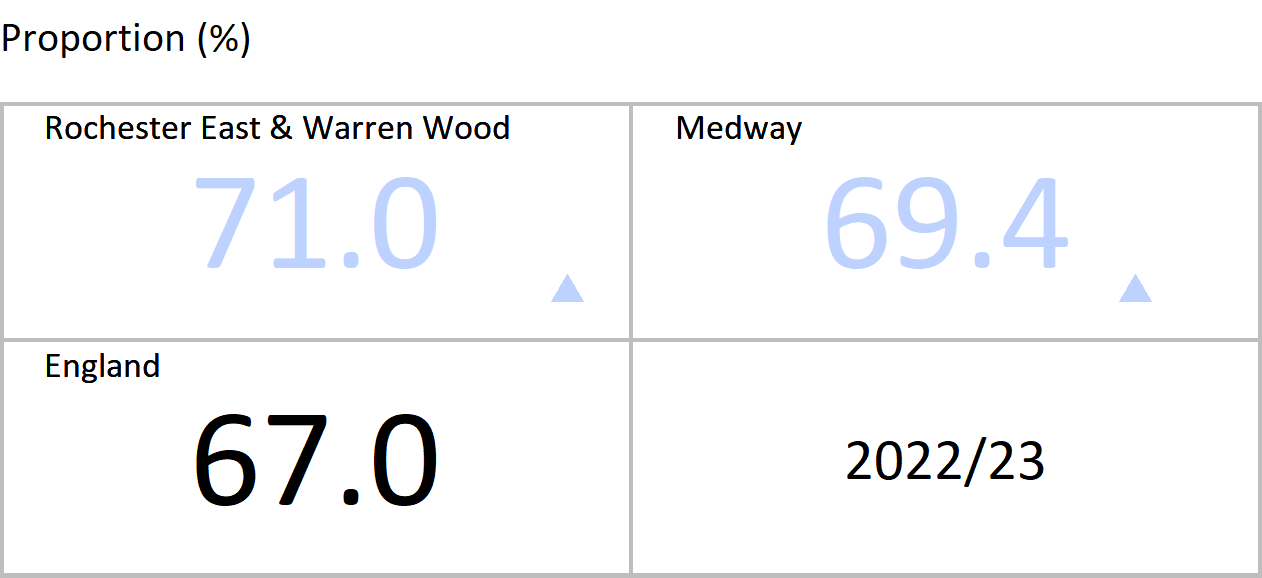 Proportion (%)
Rochester East & Warren Wood
71.0
Medway
69.4
England
67.0
2022/23